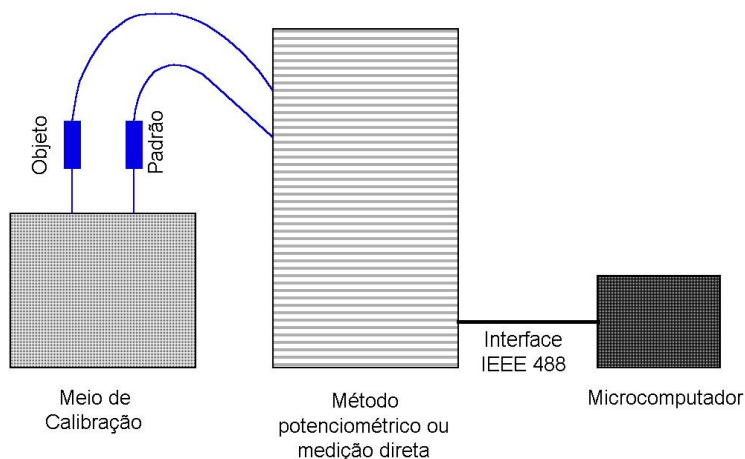 Objeto
Padrão
Meio de
Calibração
Método
potenciométrico ou
medição direta
Interface
IEEE 488
Microcomputador